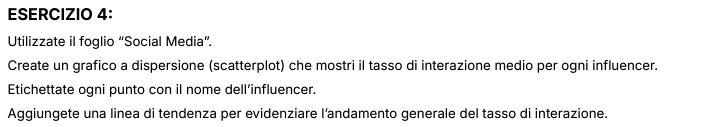 ESERCIZIO 4:
Utilizzate il foglio “Social Media”.
Create un grafico a dispersione (scatterplot) che mostri il tasso di interazione medio per ogni influencer.
Etichettate ogni punto con il nome dell’influencer.
Aggiungete una linea di tendenza per evidenziare l’andamento generale del tasso di interazione.